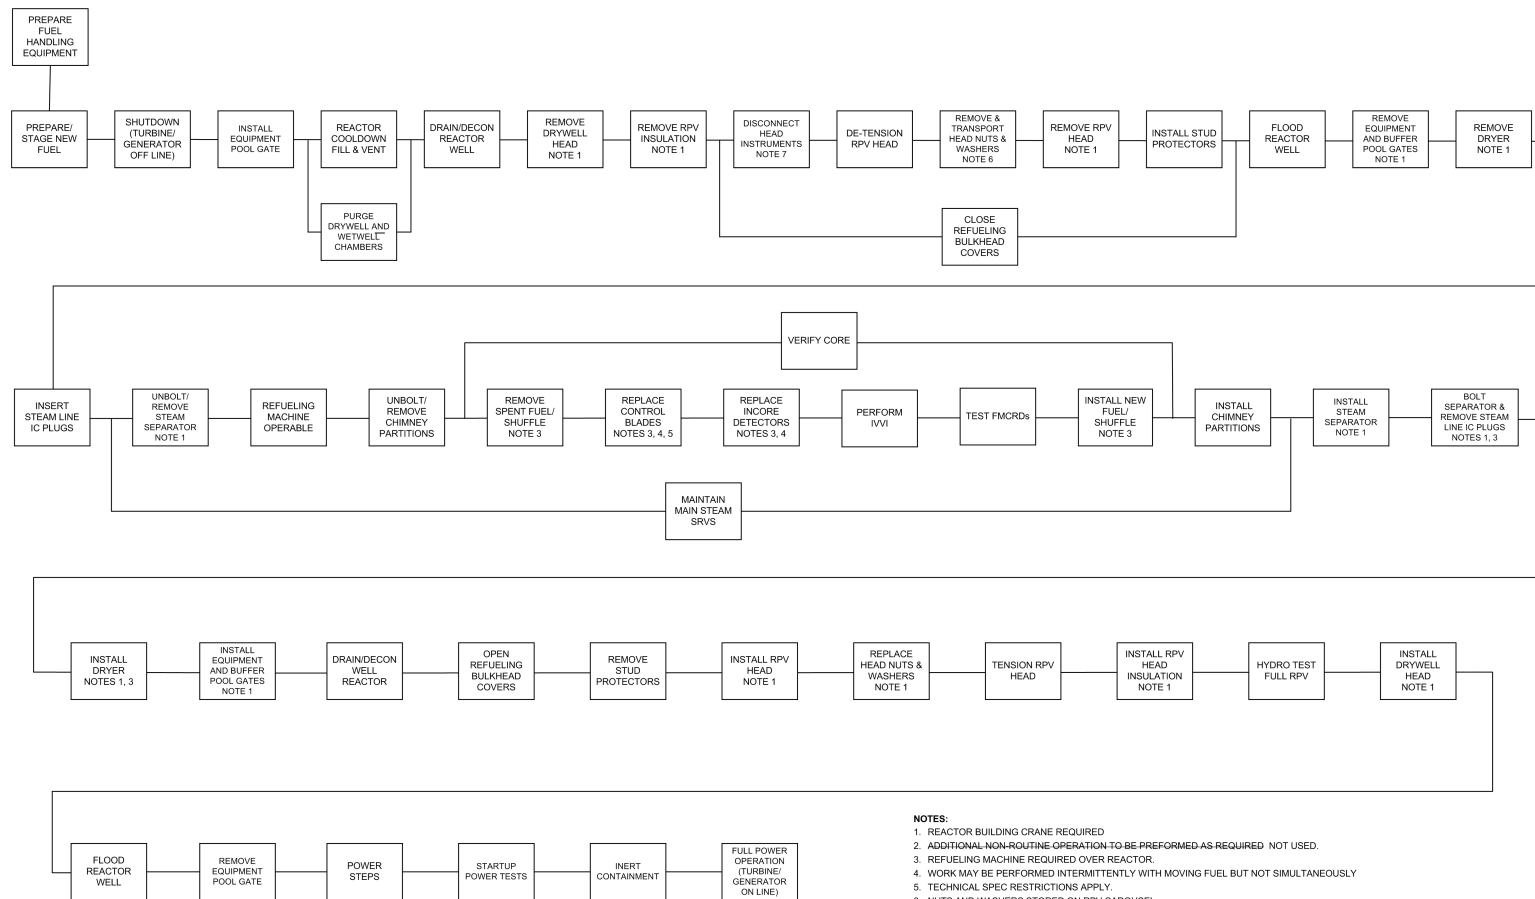 PREPARE
FUEL
HANDLING
EQUIPMENT
PREPARE/
STAGE NEW
FUEL
SHUTDOWN
(TURBINE/
GENERATOR
OFF LINE)
INSTALL
EQUIPMENT
POOL GATE
REACTOR
COOLDOWN
FILL & VENT
DRAIN/DECON
REACTOR
WELL
REMOVE
DRYWELL
HEAD
NOTE 1
REMOVE RPV
INSULATION
NOTE 1
DISCONNECT
HEAD
INSTRUMENTS
NOTE 7
DE-TENSION
RPV HEAD
REMOVE &
TRANSPORT
HEAD NUTS &
WASHERS
NOTE 6
REMOVE RPV
HEAD
NOTE 1
INSTALL STUD
PROTECTORS
FLOOD
REACTOR
WELL
REMOVE
EQUIPMENT
AND BUFFER
POOL GATES
NOTE 1
REMOVE
DRYER
NOTE 1
PURGE
DRYWELL AND
WETWELL
CHAMBERS
CLOSE
REFUELING
BULKHEAD
COVERS
VERIFY CORE
INSERT
STEAM LINE
IC PLUGS
UNBOLT/
REMOVE
STEAM
SEPARATOR
NOTE 1
REFUELING
MACHINE
OPERABLE
UNBOLT/
REMOVE
CHIMNEY
PARTITIONS
REMOVE
SPENT FUEL/
SHUFFLE
NOTE 3
REPLACE
CONTROL
BLADES
NOTES 3, 4, 5
REPLACE
INCORE
DETECTORS
NOTES 3, 4
PERFORM
IVVI
TEST FMCRDs
INSTALL NEW
FUEL/
SHUFFLE
NOTE 3
INSTALL
CHIMNEY
PARTITIONS
INSTALL
STEAM
SEPARATOR
NOTE 1
BOLT
SEPARATOR &
REMOVE STEAM
LINE IC PLUGS
NOTES 1, 3
MAINTAIN
MAIN STEAM
SRVS
INSTALL
DRYER
NOTES 1, 3
INSTALL
EQUIPMENT
AND BUFFER
POOL GATES
NOTE 1
DRAIN/DECON
WELL
REACTOR
OPEN
REFUELING
BULKHEAD
COVERS
REMOVE
STUD
PROTECTORS
INSTALL RPV
HEAD
NOTE 1
REPLACE
HEAD NUTS &
WASHERS
NOTE 1
TENSION RPV
HEAD
INSTALL RPV
HEAD
INSULATION
NOTE 1
HYDRO TEST
FULL RPV
INSTALL
DRYWELL
HEAD
NOTE 1
FLOOD
REACTOR
WELL
REMOVE
EQUIPMENT
POOL GATE
POWER
STEPS
STARTUP
POWER TESTS
INERT
CONTAINMENT
FULL POWER
OPERATION
(TURBINE/
GENERATOR
ON LINE)
NOTES:
1. REACTOR BUILDING CRANE REQUIRED
2. ADDITIONAL NON-ROUTINE OPERATION TO BE PREFORMED AS REQUIRED NOT USED.
3. REFUELING MACHINE REQUIRED OVER REACTOR.
4. WORK MAY BE PERFORMED INTERMITTENTLY WITH MOVING FUEL BUT NOT SIMULTANEOUSLY
5. TECHNICAL SPEC RESTRICTIONS APPLY.